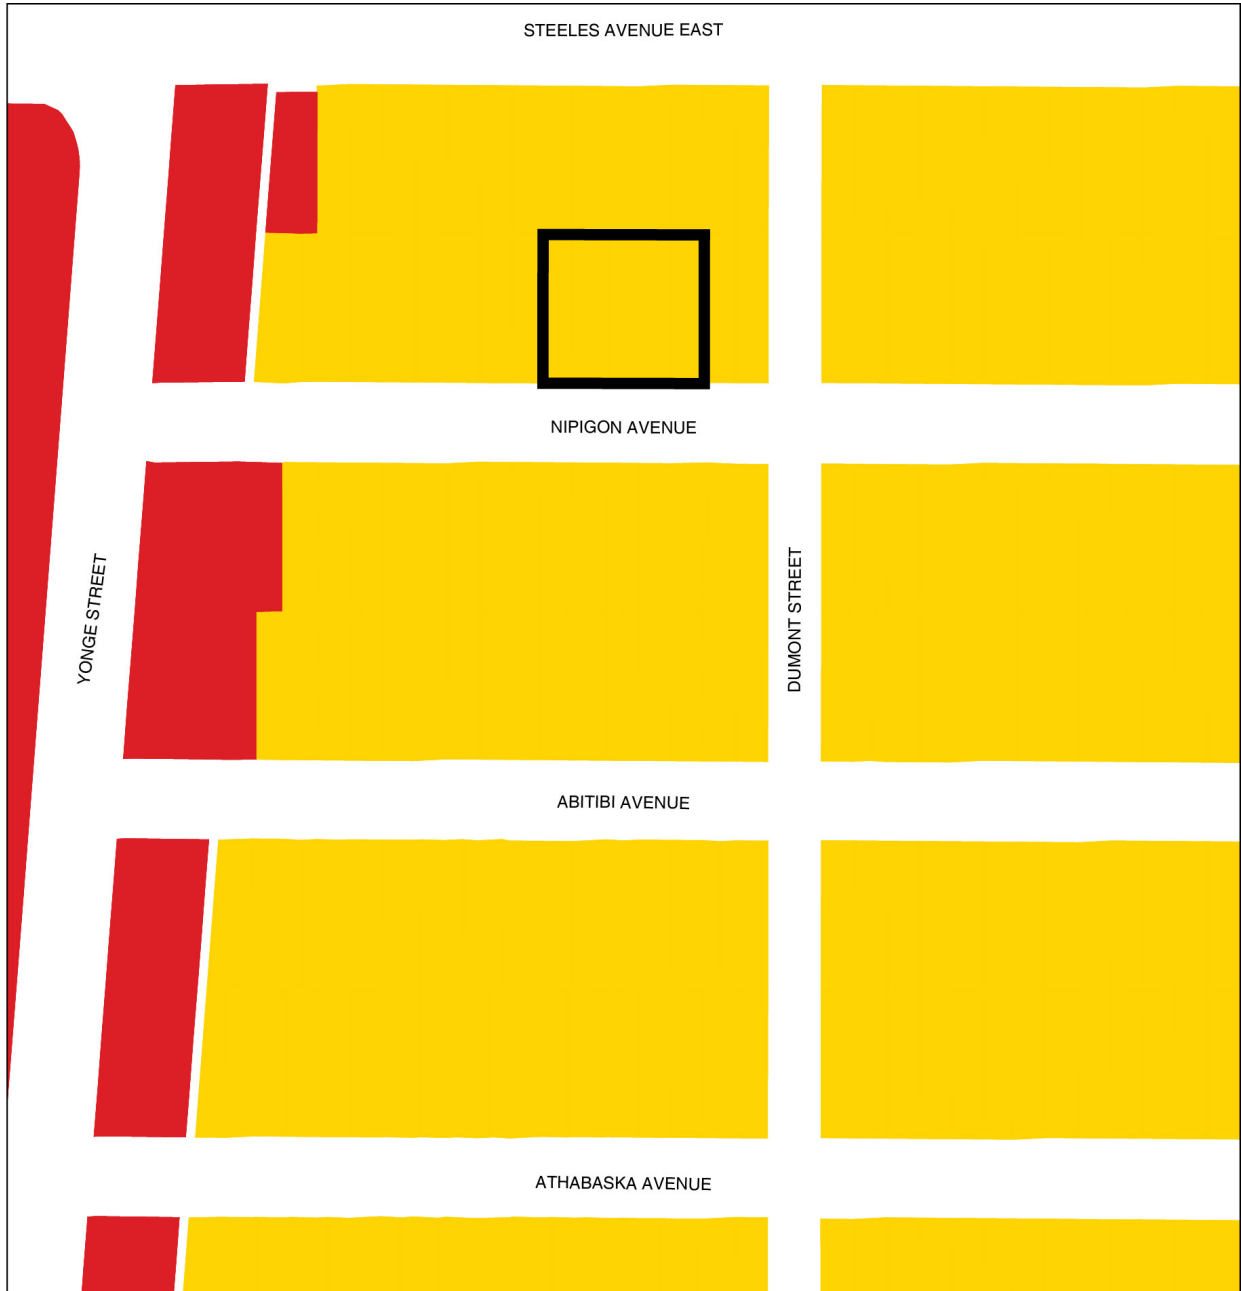 STEELES AVENUE EAST
NIPIGON AVENUE
YONGE STREET
DUMONT STREET
ABITIBI AVENUE
ATHABASKA AVENUE